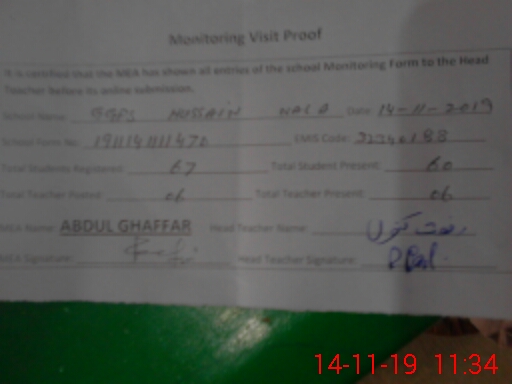 Monitoring Visit Proof
It is certified that the MEA has shown all entries of the school Monitoring Form to the Head
Teacher before its online submission.
School Name: GGPS HUSSAIN WALA Date: 14-11-2019
School Form No: 191114111147 EMIS Code:
Total Students Registered: 67 Total Student Present: 60
Total Teacher Posted: 06 Total Teacher Present: 06
MEA Name: ABDUL GHAFFAR Head Teacher Name:
MEA Signature: Head Teacher Signature:
14-11-19 11:34